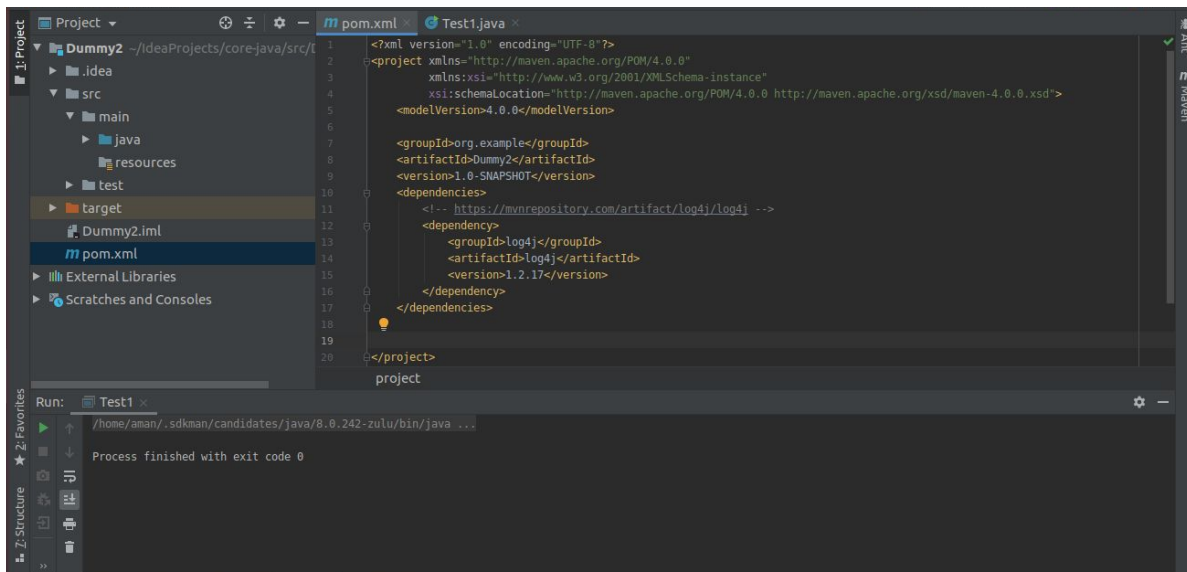 1: Project
Project
Dummy2 ~/IdeaProjects/core-java/src/
.idea
src
main
java
resources
test
target
Dummy2.iml
pom.xml
External Libraries
Scratches and Consoles
pom.xml
Test1.java
1 <?xml version="1.0" encoding="UTF-8"?>
2 <project xmlns="http://maven.apache.org/POM/4.0.0"
3 xmlns:xsi="http://www.w3.org/2001/XMLSchema-instance"
4 xsi:schemaLocation="http://maven.apache.org/POM/4.0.0 http://maven.apache.org/xsd/maven-4.0.0.xsd">
5 <modelVersion>4.0.0</modelVersion>
6
7 <groupId>org.example</groupId>
8 <artifactId>Dummy2</artifactId>
9 <version>1.0-SNAPSHOT</version>
10 <dependencies>
11 <!-- https://mvnrepository.com/artifact/log4j/log4j -->
12 <dependency>
13 <groupId>log4j</groupId>
14 <artifactId>log4j</artifactId>
15 <version>1.2.17</version>
16 </dependency>
17 </dependencies>
18
19
20 </project>
project
Ant
Maven
2: Favorites
Z: Structure
Run: Test1
/home/aman/.sdkman/candidates/java/8.0.242-zulu/bin/java ...
Process finished with exit code 0